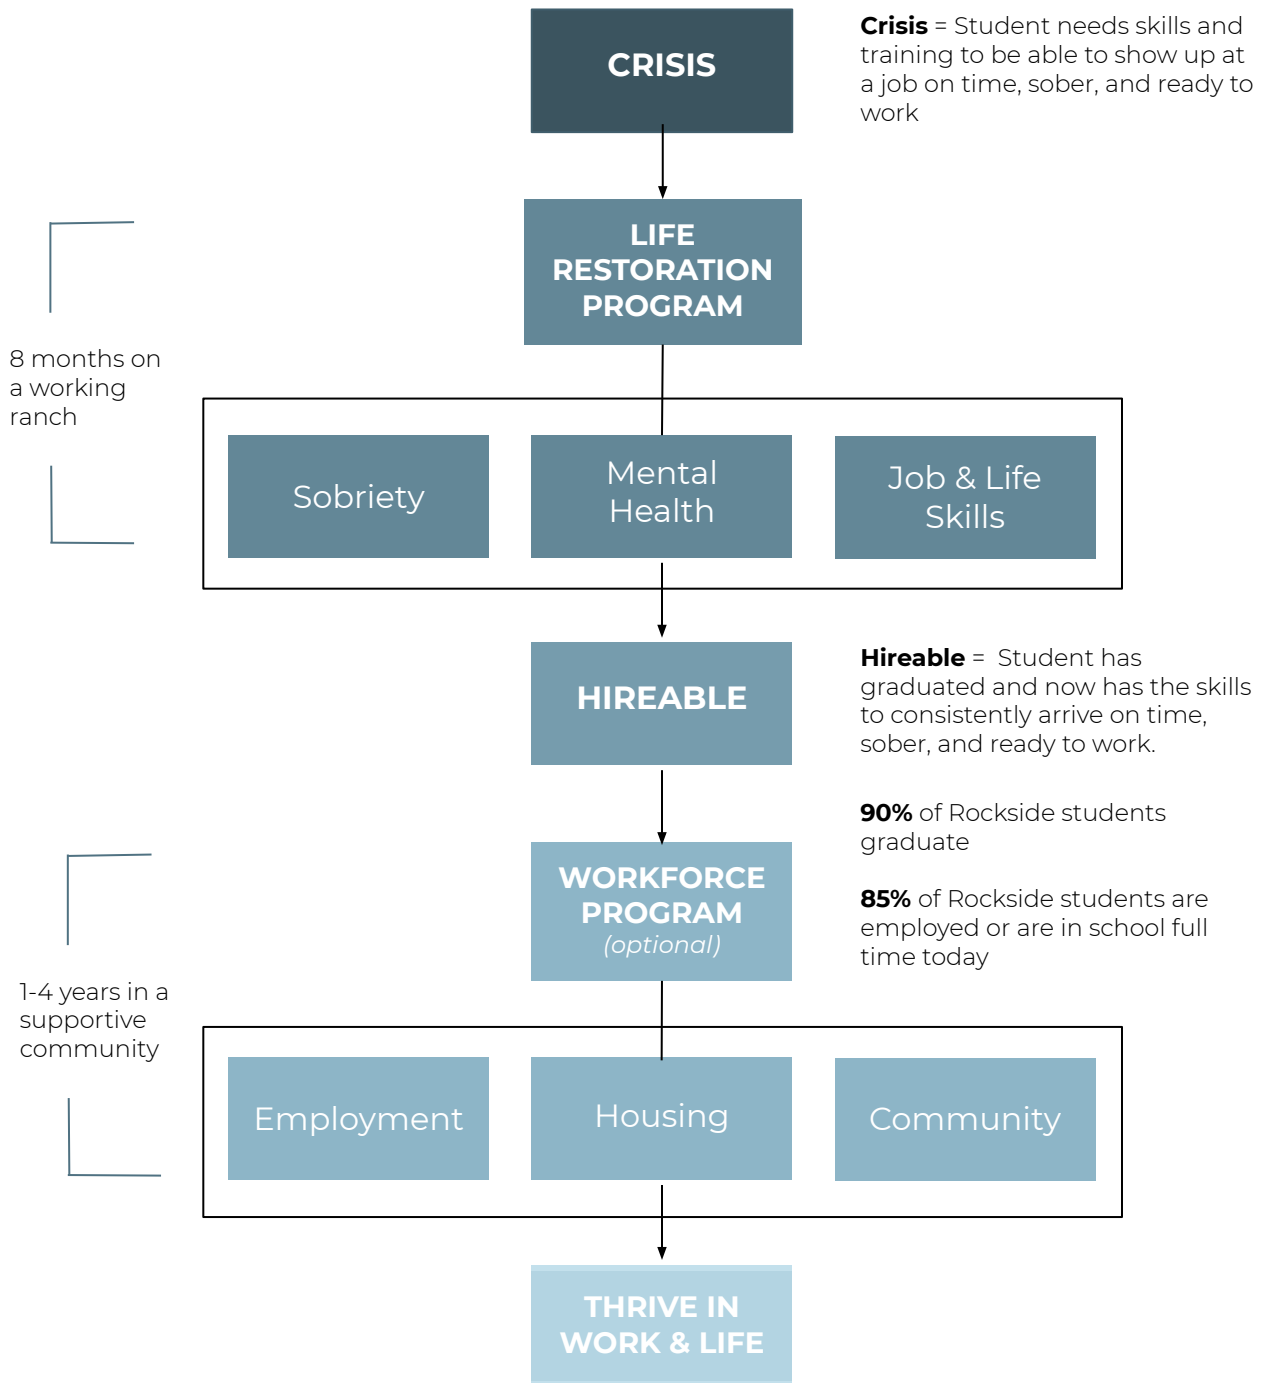 CRISIS
Crisis = Student needs skills and
training to be able to show up at
a job on time, sober, and ready to
work
LIFE
RESTORATION
PROGRAM
8 months on
a working
ranch
Sobriety
Mental
Health
Job & Life
Skills
HIREABLE
Hireable =  Student has
graduated and now has the skills
to consistently arrive on time,
sober, and ready to work.
90% of Rockside students
graduate
85% of Rockside students are
employed or are in school full
time today
WORKFORCE
PROGRAM
(optional)
1-4 years in a
supportive
community
Employment
Housing
Community
THRIVE IN
WORK & LIFE